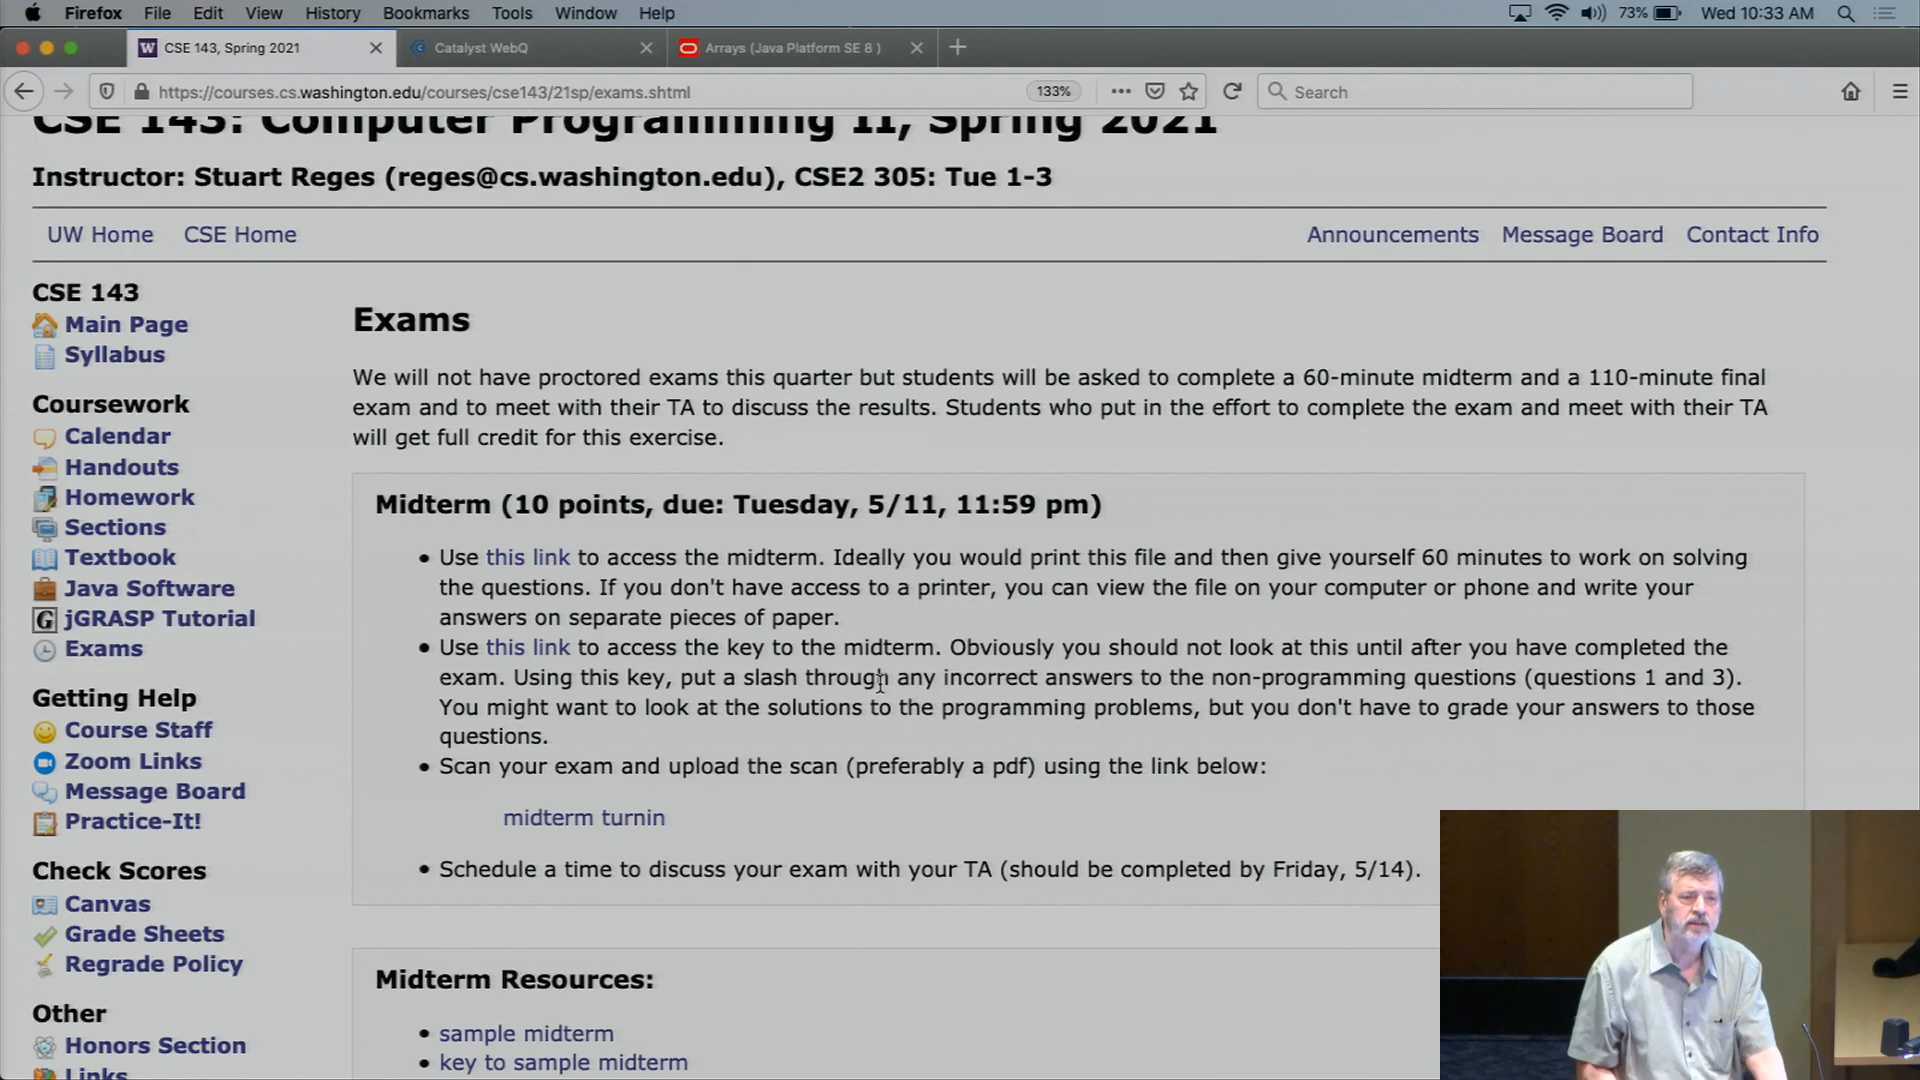 Firefox File Edit View History Bookmarks Tools Window Help 73% Wed 10:33 AM
CSE 143, Spring 2021 Catalyst WebQ Arrays (Java Platform SE 8 )
https://courses.cs.washington.edu/courses/cse143/21sp/exams.shtml 133% Search
CSE 143: Computer Programming II, Spring 2021
Instructor: Stuart Reges (reges@cs.washington.edu), CSE2 305: Tue 1-3
UW Home CSE Home Announcements Message Board Contact Info
CSE 143
Main Page
Syllabus
Coursework
Calendar
Handouts
Homework
Sections
Textbook
Java Software
jGRASP Tutorial
Exams
Getting Help
Course Staff
Zoom Links
Message Board
Practice-It!
Check Scores
Canvas
Grade Sheets
Regrade Policy
Other
Honors Section
Links
Exams
We will not have proctored exams this quarter but students will be asked to complete a 60-minute midterm and a 110-minute final
exam and to meet with their TA to discuss the results. Students who put in the effort to complete the exam and meet with their TA
will get full credit for this exercise.
Midterm (10 points, due: Tuesday, 5/11, 11:59 pm)
• Use this link to access the midterm. Ideally you would print this file and then give yourself 60 minutes to work on solving
the questions. If you don't have access to a printer, you can view the file on your computer or phone and write your
answers on separate pieces of paper.
• Use this link to access the key to the midterm. Obviously you should not look at this until after you have completed the
exam. Using this key, put a slash through any incorrect answers to the non-programming questions (questions 1 and 3).
You might want to look at the solutions to the programming problems, but you don't have to grade your answers to those
questions.
• Scan your exam and upload the scan (preferably a pdf) using the link below:
midterm turnin
• Schedule a time to discuss your exam with your TA (should be completed by Friday, 5/14).
Midterm Resources:
• sample midterm
• key to sample midterm